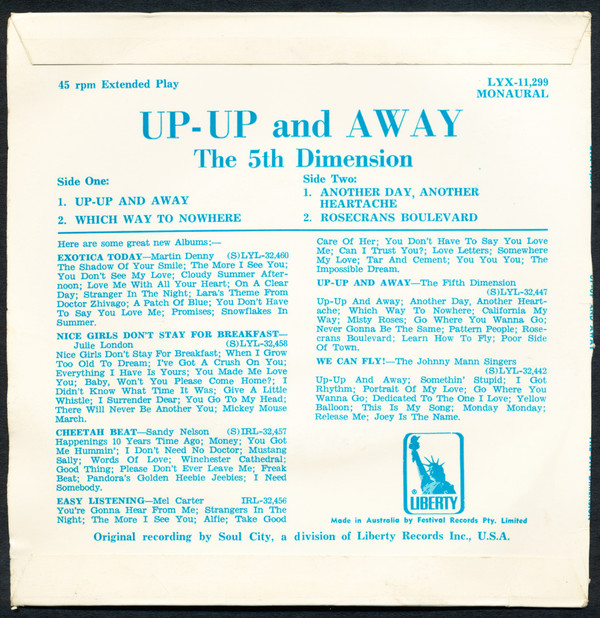 45 rpm Extended Play
LYX-11,299
MONAURAL
UP-UP and AWAY
The 5th Dimension
Side One:
1. UP-UP AND AWAY
2. WHICH WAY TO NOWHERE
Side Two:
1. ANOTHER DAY, ANOTHER
HEARTACHE
2. ROSECRANS BOULEVARD
Here are some great new Albums:—
EXOTICA TODAY—Martin Denny (S)LYL-32,460
The Shadow Of Your Smile; The More I See You;
You Don't See My Love; Cloudy Summer After-
noon; Love Me With All Your Heart; On A Clear
Day; Stranger In The Night; Lara's Theme From
Doctor Zhivago; A Patch Of Blue; You Don't Have
To Say You Love Me; Promises; Snowflakes In
Summer.
NICE GIRLS DON'T STAY FOR BREAKFAST—
Julie London (S)LYL-32,458
Nice Girls Don't Stay For Breakfast; When I Grow
Too Old To Dream; I've Got A Crush On You;
Everything I Have Is Yours; You Made Me Love
You; Baby, Won't You Please Come Home?; I
Didn't Know What Time It Was; Give A Little
Whistle; I Surrender Dear; You Go To My Head;
There Will Never Be Another You; Mickey Mouse
March.
CHEETAH BEAT—Sandy Nelson (S)IRL-32,457
Happenings 10 Years Time Ago; Money; You Got
Me Hummin'; I Don't Need No Doctor; Mustang
Sally; Words Of Love; Winchester Cathedral;
Good Thing; Please Don't Ever Leave Me; Freak
Beat; Pandora's Golden Heebie Jeebies; I Need
Somebody.
EASY LISTENING—Mel Carter IRL-32,456
You're Gonna Hear From Me; Strangers In The
Night; The More I See You; Alfie; Take Good
Care Of Her; You Don't Have To Say You Love
Me; Can I Trust You?; Love Letters; Somewhere
My Love; Tar And Cement; You You You; The
Impossible Dream.
UP-UP AND AWAY—The Fifth Dimension
(S)LYL-32,447
Up-Up And Away; Another Day, Another Heart-
ache; Which Way To Nowhere; California My
Way; Misty Roses; Go Where You Wanna Go;
Never Gonna Be The Same; Pattern People; Rose-
crans Boulevard; Learn How To Fly; Poor Side
Of Town.
WE CAN FLY!—The Johnny Mann Singers
(S)LYL-32,442
Up-Up And Away; Somethin' Stupid; I Got
Rhythm; Portrait Of My Love; Go Where You
Wanna Go; Dedicated To The One I Love; Yellow
Balloon; This Is My Song; Monday Monday;
Release Me; Joey Is The Name.
® LIBERTY
Made in Australia by Festival Records Pty. Limited
Original recording by Soul City, a division of Liberty Records Inc., U.S.A.